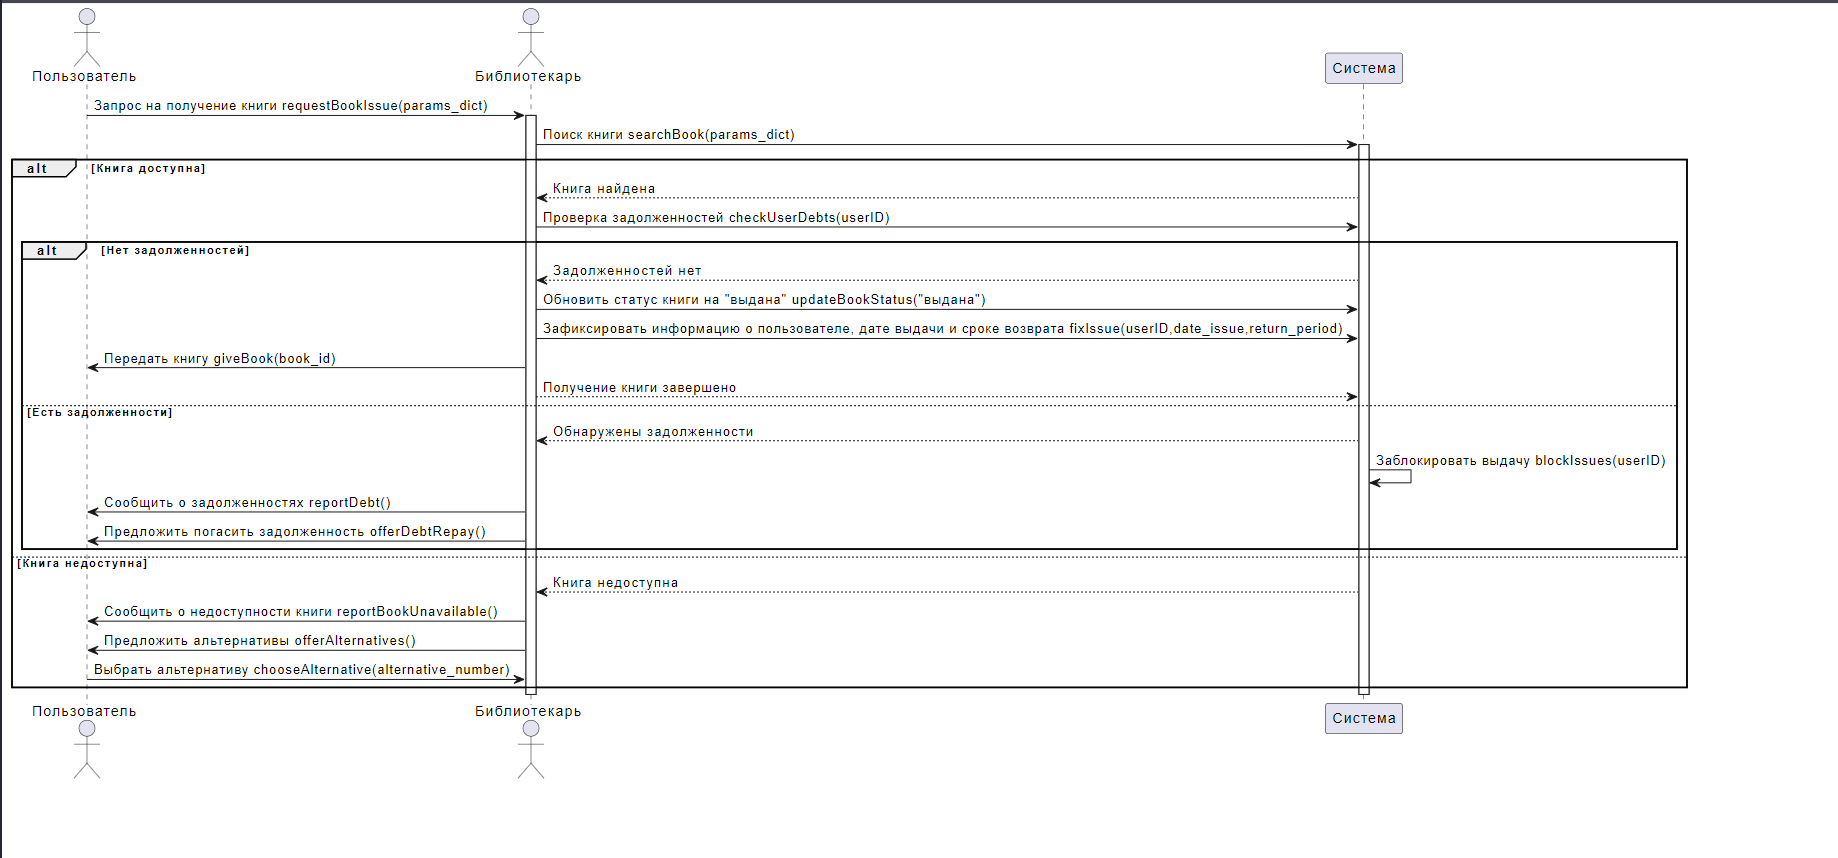 Пользователь
Библиотекарь
Система
Запрос на получение книги requestBookIssue(params_dict)
Поиск книги searchBook(params_dict)
alt
[Книга доступна]
Книга найдена
Проверка задолженностей checkUserDebts(userID)
alt
[Нет задолженностей]
Задолженностей нет
Обновить статус книги на "выдана" updateBookStatus("выдана")
Зафиксировать информацию о пользователе, дате выдачи и сроке возврата fixIssue(userID,date_issue,return_period)
Передать книгу giveBook(book_id)
Получение книги завершено
[Есть задолженности]
Обнаружены задолженности
Заблокировать выдачу blockIssues(userID)
Сообщить о задолженностях reportDebt()
Предложить погасить задолженность offerDebtRepay()
[Книга недоступна]
Книга недоступна
Сообщить о недоступности книги reportBookUnavailable()
Предложить альтернативы offerAlternatives()
Выбрать альтернативу chooseAlternative(alternative_number)
Пользователь
Библиотекарь
Система